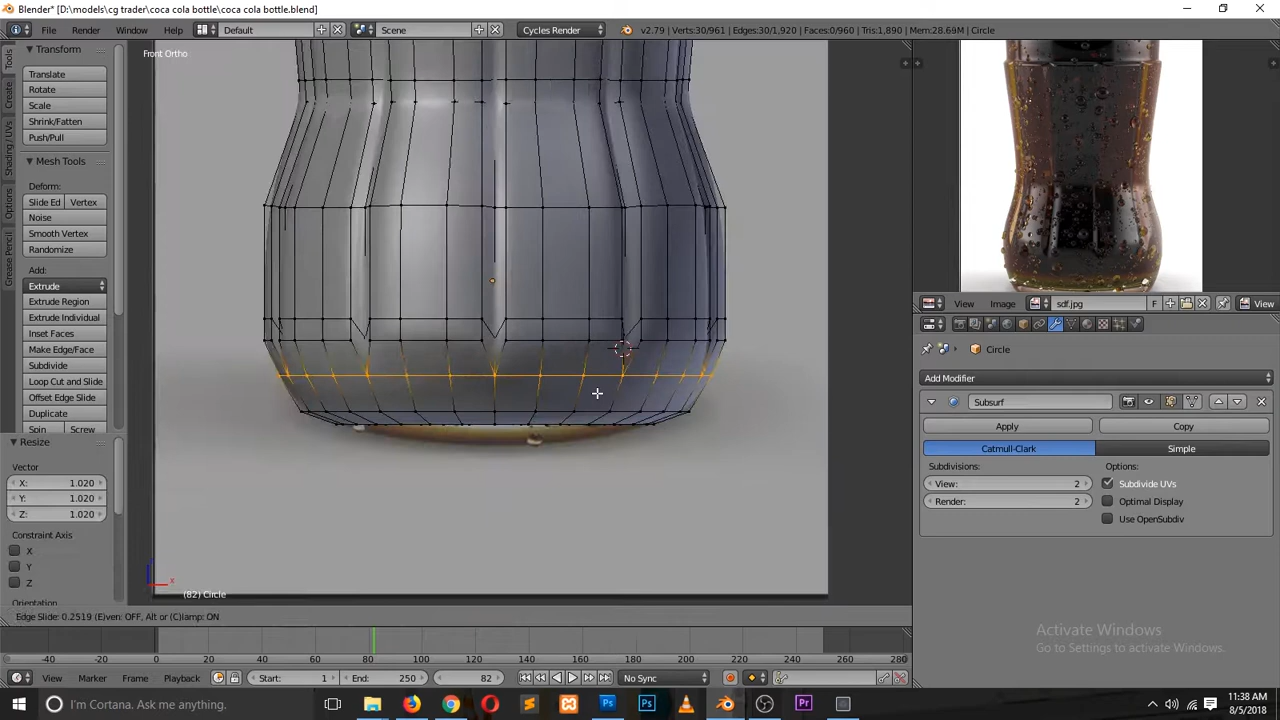 Blender* [D:\models\cg trader\coca cola bottle\coca cola bottle.blend]
File Render Window Help Default Scene Cycles Render v2.79 | Verts:30/961 | Edges:30/1,920 | Faces:0/960 | Tris:1,890 | Mem:28.69M | Circle
Tools
Create
Shading / UVs
Options
Grease Pencil
Transform
Translate
Rotate
Scale
Shrink/Fatten
Push/Pull
Mesh Tools
Deform:
Slide Ed Vertex
Noise
Smooth Vertex
Randomize
Add:
Extrude
Extrude Region
Extrude Individual
Inset Faces
Make Edge/Face
Subdivide
Loop Cut and Slide
Offset Edge Slide
Duplicate
Spin Screw
Resize
Vector
X: 1.020
Y: 1.020
Z: 1.020
Constraint Axis
X
Y
Z
Orientation
Front Ortho
x
(82) Circle
Edge Slide: 0.2519 (E)ven: OFF, Alt or (C)lamp: ON
View Image sdf.jpg F View
Circle
Add Modifier
Subsurf
Apply Copy
Catmull-Clark Simple
Subdivisions: Options:
View: 2 Subdivide UVs
Render: 2 Optimal Display
Use OpenSubdiv
Activate Windows
Go to Settings to activate Windows.
-40 -20 0 20 40 60 80 100 120 140 160 180 200 220 240 260 280
View Marker Frame Playback Start: 1 End: 250 82 No Sync
I'm Cortana. Ask me anything.
11:38 AM
8/5/2018